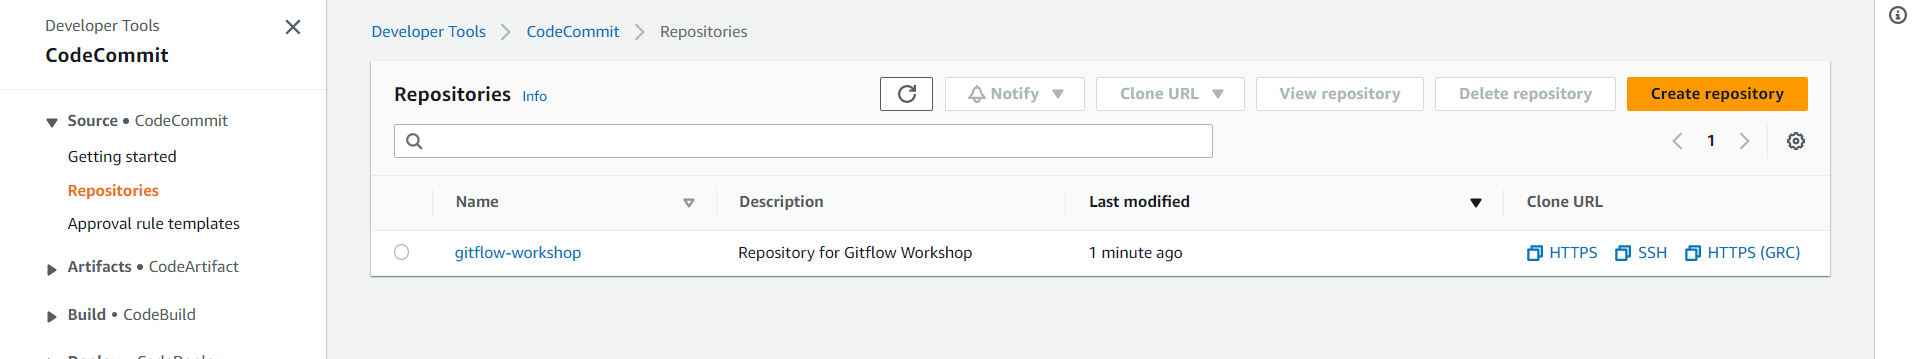 Developer Tools
CodeCommit
Source • CodeCommit
Getting started
Repositories
Approval rule templates
Artifacts • CodeArtifact
Build • CodeBuild
Developer Tools > CodeCommit > Repositories
Repositories Info
Notify
Clone URL
View repository
Delete repository
Create repository
1
Name Description Last modified Clone URL
gitflow-workshop Repository for Gitflow Workshop 1 minute ago HTTPS SSH HTTPS (GRC)